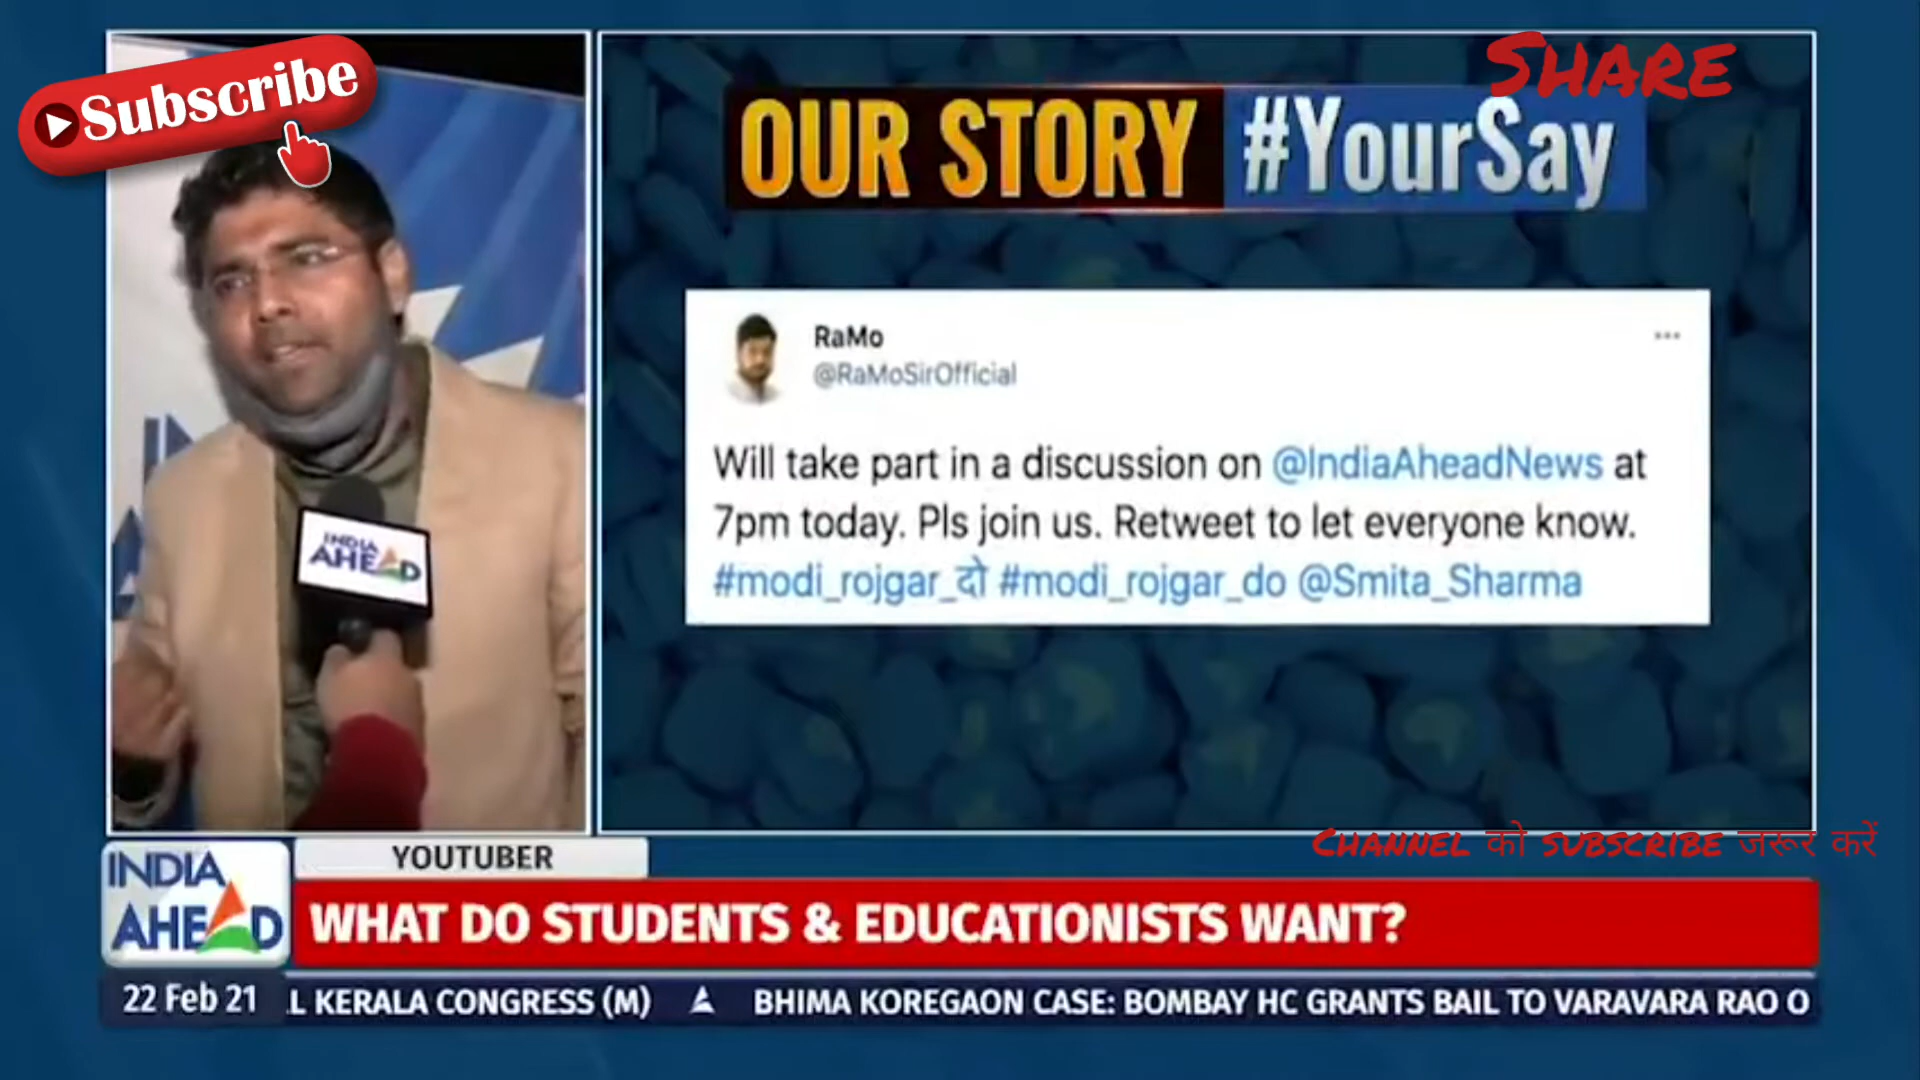 Subscribe
SHARE
OUR STORY #YourSay
RaMo
@RaMoSirOfficial
Will take part in a discussion on @IndiaAheadNews at
7pm today. Pls join us. Retweet to let everyone know.
#modi_rojgar_दो #modi_rojgar_do @Smita_Sharma
INDIA
AHEAD
CHANNEL को SUBSCRIBE जरूर करें
YOUTUBER
INDIA
AHEAD
WHAT DO STUDENTS & EDUCATIONISTS WANT?
22 Feb 21 L KERALA CONGRESS (M) BHIMA KOREGAON CASE: BOMBAY HC GRANTS BAIL TO VARAVARA RAO O